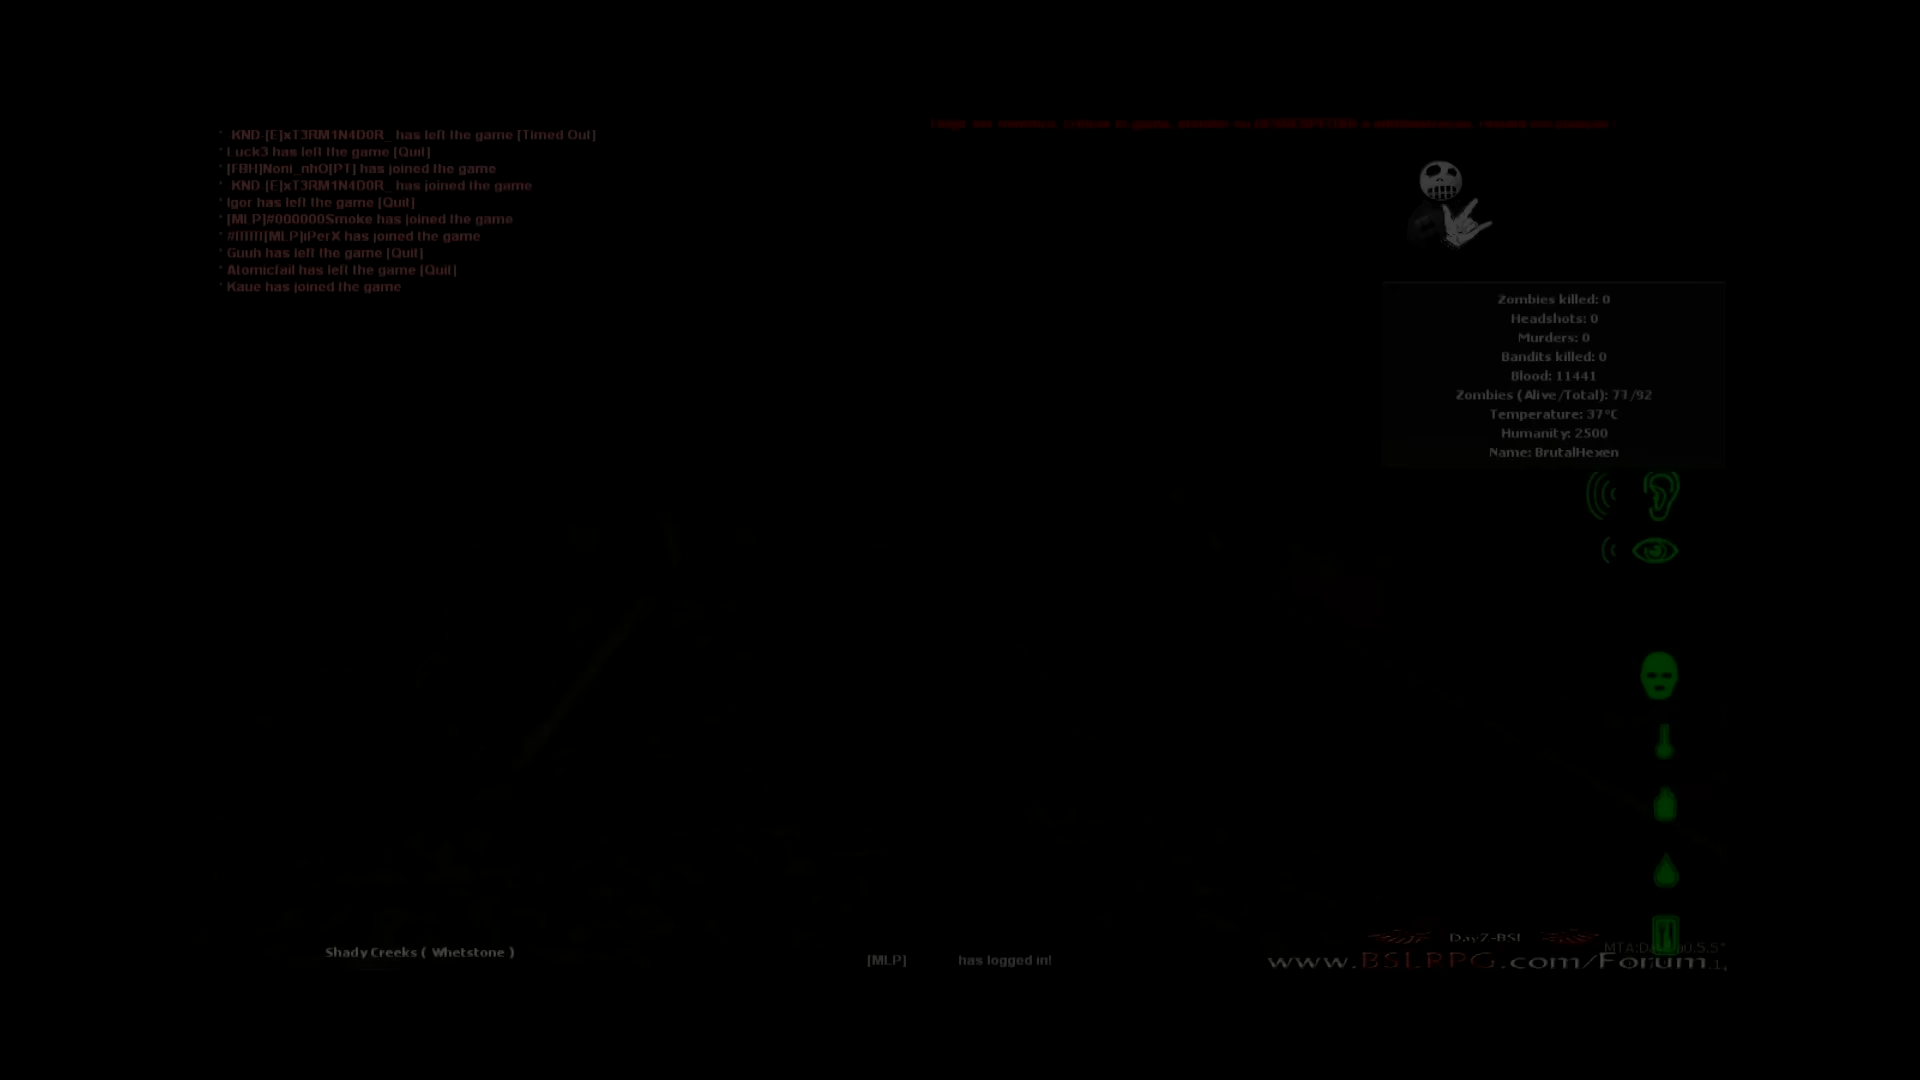 * KND-[E]xT3RM1N4D0R_ has left the game [Timed Out]
* Luck3 has left the game [Quit]
* [FBH]Noni_nhO[PT] has joined the game
* KND-[E]xT3RM1N4D0R_ has joined the game
* Igor has left the game [Quit]
* [MLP]#000000Smoke has joined the game
* #ffffff[MLP]iPerX has joined the game
* Guuh has left the game [Quit]
* Atomicfail has left the game [Quit]
* Kaue has joined the game
Zombies killed: 0
Headshots: 0
Murders: 0
Bandits killed: 0
Blood: 11441
Zombies (Alive/Total): 77/92
Temperature: 37°C
Humanity: 2500
Name: BrutalHexen
Shady Creeks ( Whetstone )
[MLP] has logged in!
DayZ-BSL
www.BSLRPG.com/Forum